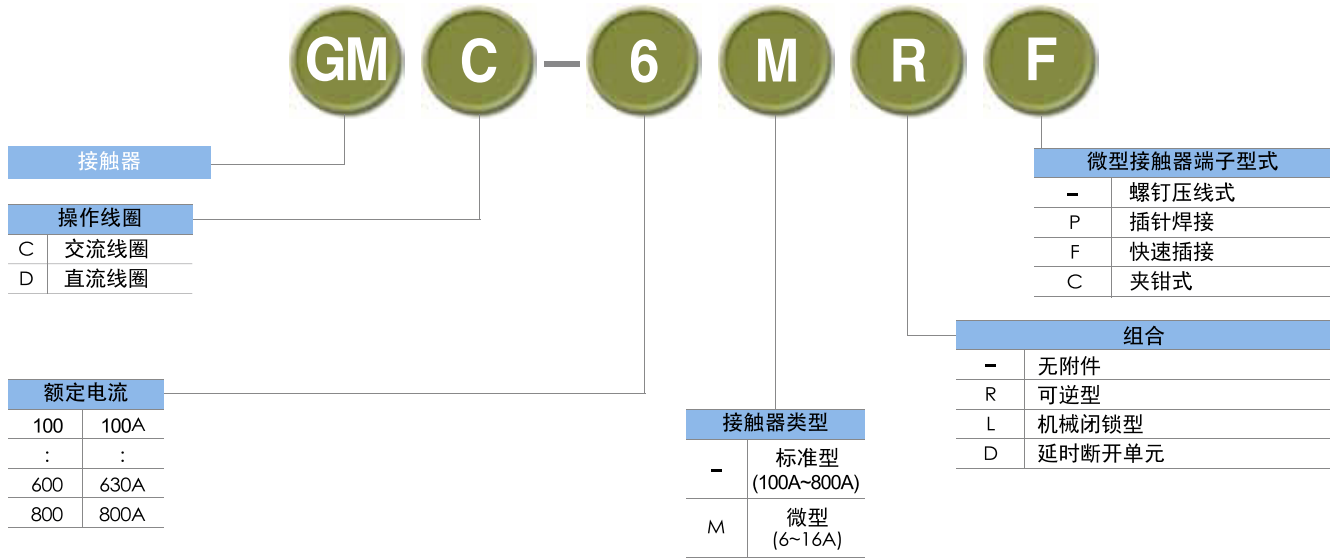 GM C - 6 M R F
接触器
操作线圈
C 交流线圈
D 直流线圈
额定电流
100 100A
: :
600 630A
800 800A
接触器类型
- 标准型
(100A~800A)
M 微型
(6~16A)
微型接触器端子型式
- 螺钉压线式
P 插针焊接
F 快速插接
C 夹钳式
组合
- 无附件
R 可逆型
L 机械闭锁型
D 延时断开单元